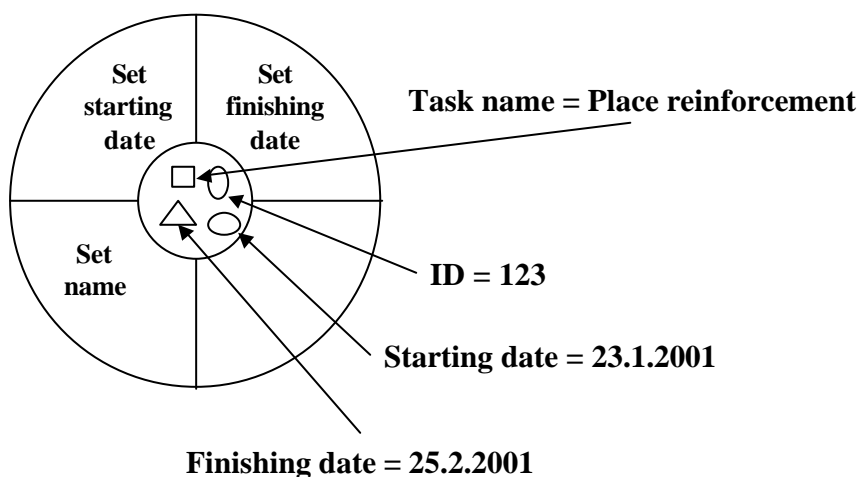 Set
starting
date
Set
finishing
date
Task name = Place reinforcement
Set
name
ID = 123
Starting date = 23.1.2001
Finishing date = 25.2.2001